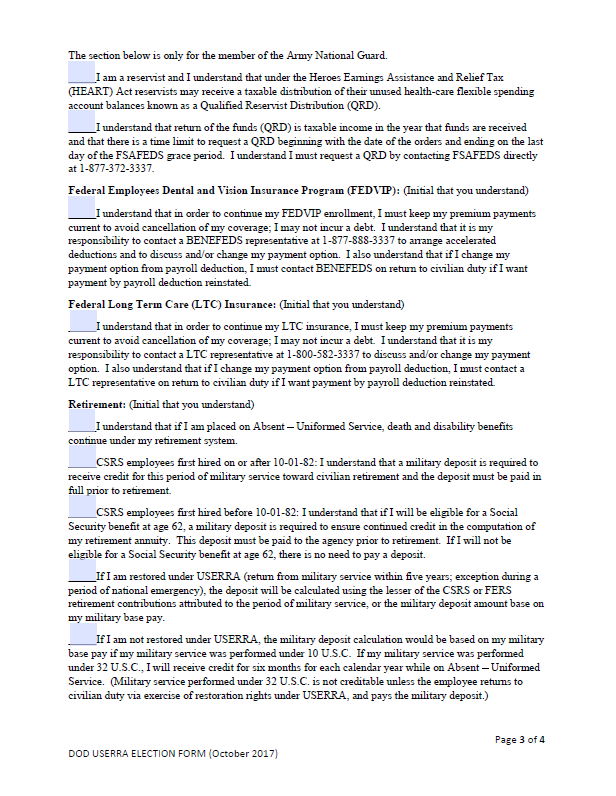 The section below is only for the member of the Army National Guard.
_____I am a reservist and I understand that under the Heroes Earnings Assistance and Relief Tax
(HEART) Act reservists may receive a taxable distribution of their unused health-care flexible spending
account balances known as a Qualified Reservist Distribution (QRD).
_____I understand that return of the funds (QRD) is taxable income in the year that funds are received
and that there is a time limit to request a QRD beginning with the date of the orders and ending on the last
day of the FSAFEDS grace period.  I understand I must request a QRD by contacting FSAFEDS directly
at 1-877-372-3337.
Federal Employees Dental and Vision Insurance Program (FEDVIP): (Initial that you understand)
_____I understand that in order to continue my FEDVIP enrollment, I must keep my premium payments
current to avoid cancellation of my coverage; I may not incur a debt.  I understand that it is my
responsibility to contact a BENEFEDS representative at 1-877-888-3337 to arrange accelerated
deductions and to discuss and/or change my payment option.  I also understand that if I change my
payment option from payroll deduction, I must contact BENEFEDS on return to civilian duty if I want
payment by payroll deduction reinstated.
Federal Long Term Care (LTC) Insurance: (Initial that you understand)
_____I understand that in order to continue my LTC insurance, I must keep my premium payments
current to avoid cancellation of my coverage; I may not incur a debt.  I understand that it is my
responsibility to contact a LTC representative at 1-800-582-3337 to discuss and/or change my payment
option.  I also understand that if I change my payment option from payroll deduction, I must contact a
LTC representative on return to civilian duty if I want payment by payroll deduction reinstated.
Retirement: (Initial that you understand)
_____I understand that if I am placed on Absent – Uniformed Service, death and disability benefits
continue under my retirement system.
_____CSRS employees first hired on or after 10-01-82: I understand that a military deposit is required to
receive credit for this period of military service toward civilian retirement and the deposit must be paid in
full prior to retirement.
_____CSRS employees first hired before 10-01-82: I understand that if I will be eligible for a Social
Security benefit at age 62, a military deposit is required to ensure continued credit in the computation of
my retirement annuity.  This deposit must be paid to the agency prior to retirement.  If I will not be
eligible for a Social Security benefit at age 62, there is no need to pay a deposit.
_____If I am restored under USERRA (return from military service within five years; exception during a
period of national emergency), the deposit will be calculated using the lesser of the CSRS or FERS
retirement contributions attributed to the period of military service, or the military deposit amount base on
my military base pay.
_____If I am not restored under USERRA, the military deposit calculation would be based on my military
base pay if my military service was performed under 10 U.S.C.  If my military service was performed
under 32 U.S.C., I will receive credit for six months for each calendar year while on Absent – Uniformed
Service.  (Military service performed under 32 U.S.C. is not creditable unless the employee returns to
civilian duty via exercise of restoration rights under USERRA, and pays the military deposit.)
Page 3 of 4
DOD USERRA ELECTION FORM (October 2017)